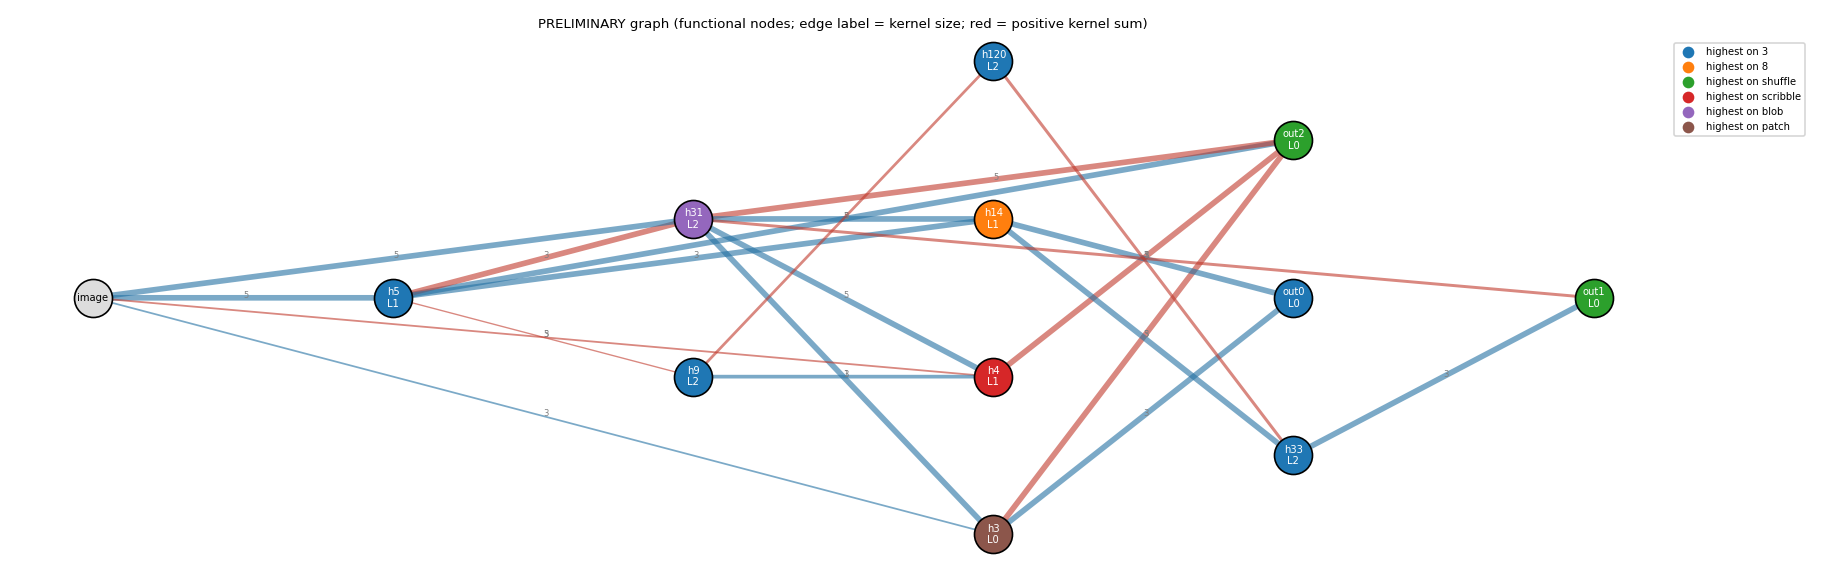 PRELIMINARY graph (functional nodes; edge label = kernel size; red = positive kernel sum)
highest on 3
highest on 8
highest on shuffle
highest on scribble
highest on blob
highest on patch
h120
L2
out2
L0
5
h31
L2
h14
L1
5
3
3
image
5
h5
L1
5
out0
L0
out1
L0
h9
L2
h4
L1
3
3
3
h33
L2
h3
L0